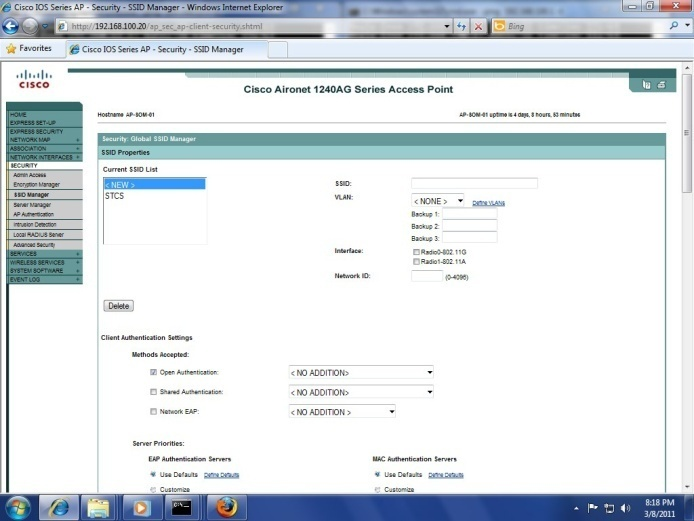 Cisco IOS Series AP - Security - SSID Manager - Windows Internet Explorer
http://192.168.100.20/ap_sec_ap-client-security.shtml
Bing
Favorites
Cisco IOS Series AP - Security - SSID Manager
CISCO
Cisco Aironet 1240AG Series Access Point
HOME
EXPRESS SET-UP
EXPRESS SECURITY
NETWORK MAP +
ASSOCIATION +
NETWORK INTERFACES +
SECURITY
Admin Access
Encryption Manager
SSID Manager
Server Manager
AP Authentication
Intrusion Detection
Local RADIUS Server
Advanced Security
SERVICES +
WIRELESS SERVICES +
SYSTEM SOFTWARE +
EVENT LOG +
Hostname AP-SOM-01
AP-SOM-01 uptime is 4 days, 8 hours, 53 minutes
Security: Global SSID Manager
SSID Properties
Current SSID List
< NEW >
STCS
Delete
SSID:
VLAN:
< NONE >
Define VLANs
Backup 1:
Backup 2:
Backup 3:
Interface:
Radio0-802.11G
Radio1-802.11A
Network ID:
(0-4096)
Client Authentication Settings
Methods Accepted:
Open Authentication:
< NO ADDITION>
Shared Authentication:
< NO ADDITION>
Network EAP:
< NO ADDITION >
Server Priorities:
EAP Authentication Servers
Use Defaults Define Defaults
Customize
MAC Authentication Servers
Use Defaults Define Defaults
Customize
8:18 PM
3/8/2011